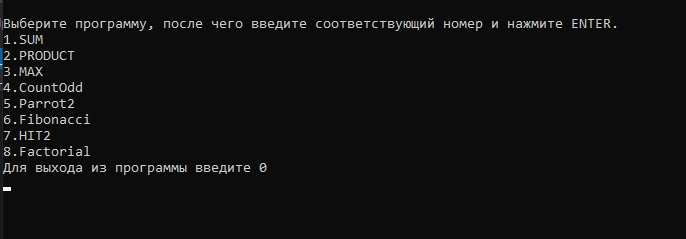 Выберите программу, после чего введите соответствующий номер и нажмите ENTER.
1.SUM
2.PRODUCT
3.MAX
4.CountOdd
5.Parrot2
6.Fibonacci
7.HIT2
8.Factorial
Для выхода из программы введите 0